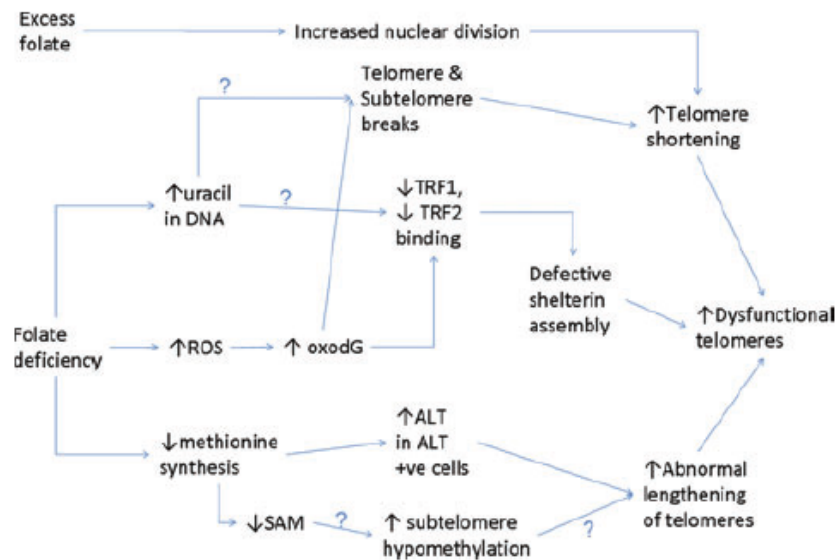 Excess
folate
Increased nuclear division
Telomere &
Subtelomere
breaks
?
↑Telomere
shortening
↑uracil
in DNA
?
↓TRF1,
↓ TRF2
binding
Defective
shelterin
assembly
↑Dysfunctional
telomeres
Folate
deficiency
↑ROS
↑ oxodG
↓methionine
synthesis
↑ALT
in ALT
+ve cells
↑Abnormal
lengthening
of telomeres
↓SAM
?
↑ subtelomere
hypomethylation
?